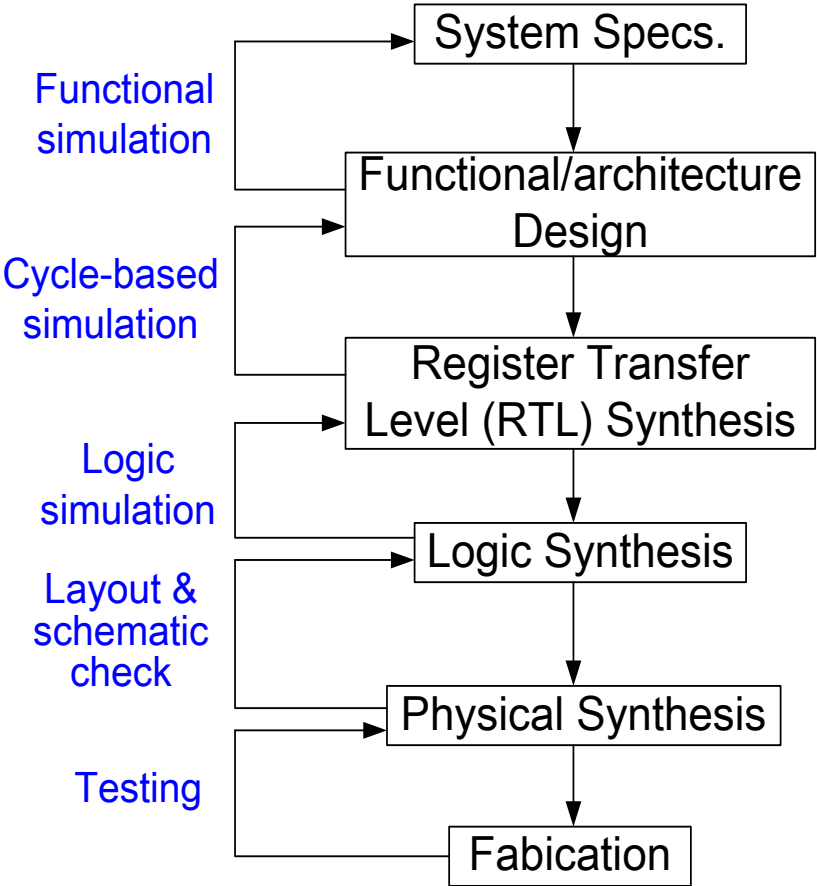 System Specs.
Functional
simulation
Functional/architecture
Design
Cycle-based
simulation
Register Transfer
Level (RTL) Synthesis
Logic
simulation
Logic Synthesis
Layout &
schematic
check
Physical Synthesis
Testing
Fabication